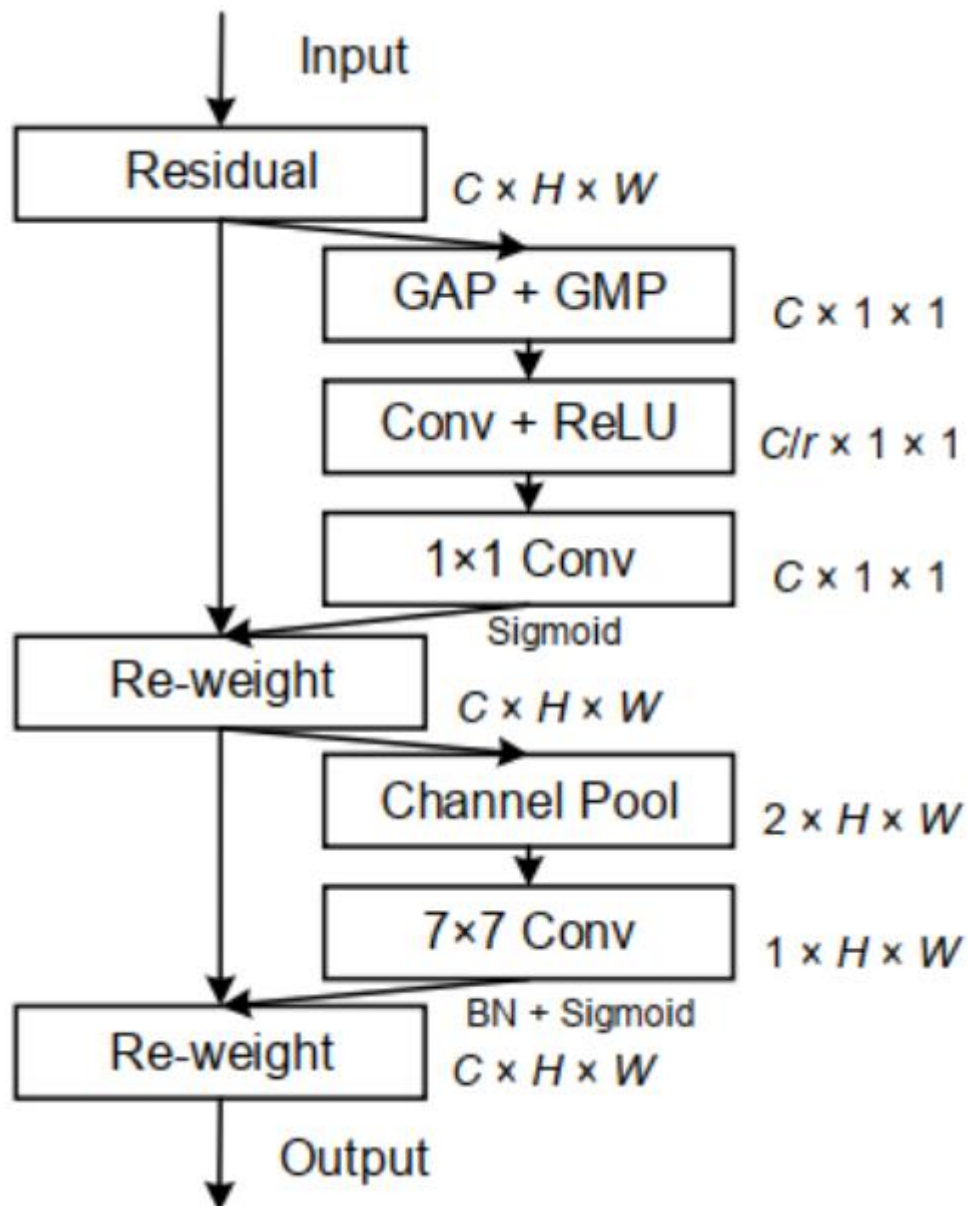 Input
Residual
C × H × W
GAP + GMP
C × 1 × 1
Conv + ReLU
C/r × 1 × 1
1×1 Conv
C × 1 × 1
Sigmoid
Re-weight
C × H × W
Channel Pool
2 × H × W
7×7 Conv
1 × H × W
BN + Sigmoid
Re-weight
C × H × W
Output